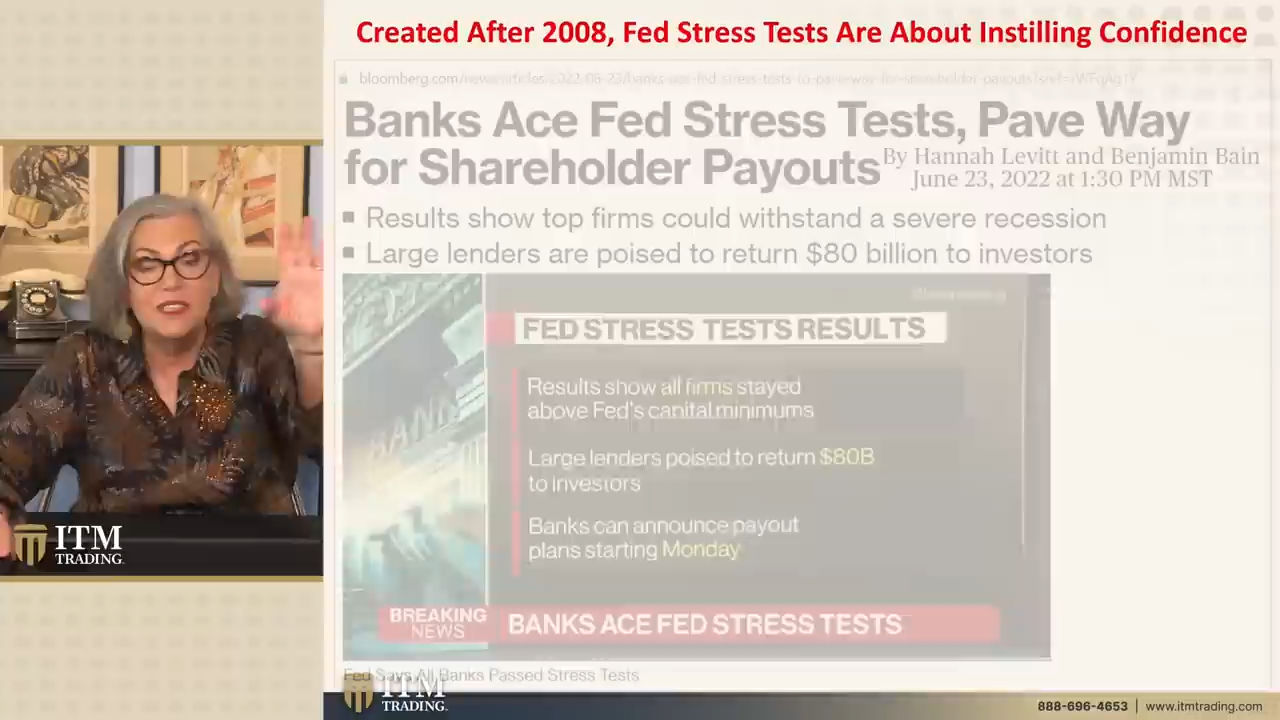 Created After 2008, Fed Stress Tests Are About Instilling Confidence
Banks Ace Fed Stress Tests, Pave Way
for Shareholder Payouts
By Hannah Levitt and Benjamin Bain
June 23, 2022 at 1:30 PM MST
Results show top firms could withstand a severe recession
Large lenders are poised to return $80 billion to investors
FED STRESS TESTS RESULTS
Results show all firms stayed
above Fed's capital minimums
Large lenders poised to return $80B
to investors
Banks can announce payout
plans starting Monday
BREAKING
NEWS
BANKS ACE FED STRESS TESTS
Fed Says All Banks Passed Stress Tests
ITM
TRADING.
ITM
TRADING.
888-696-4653 | www.itmtrading.com